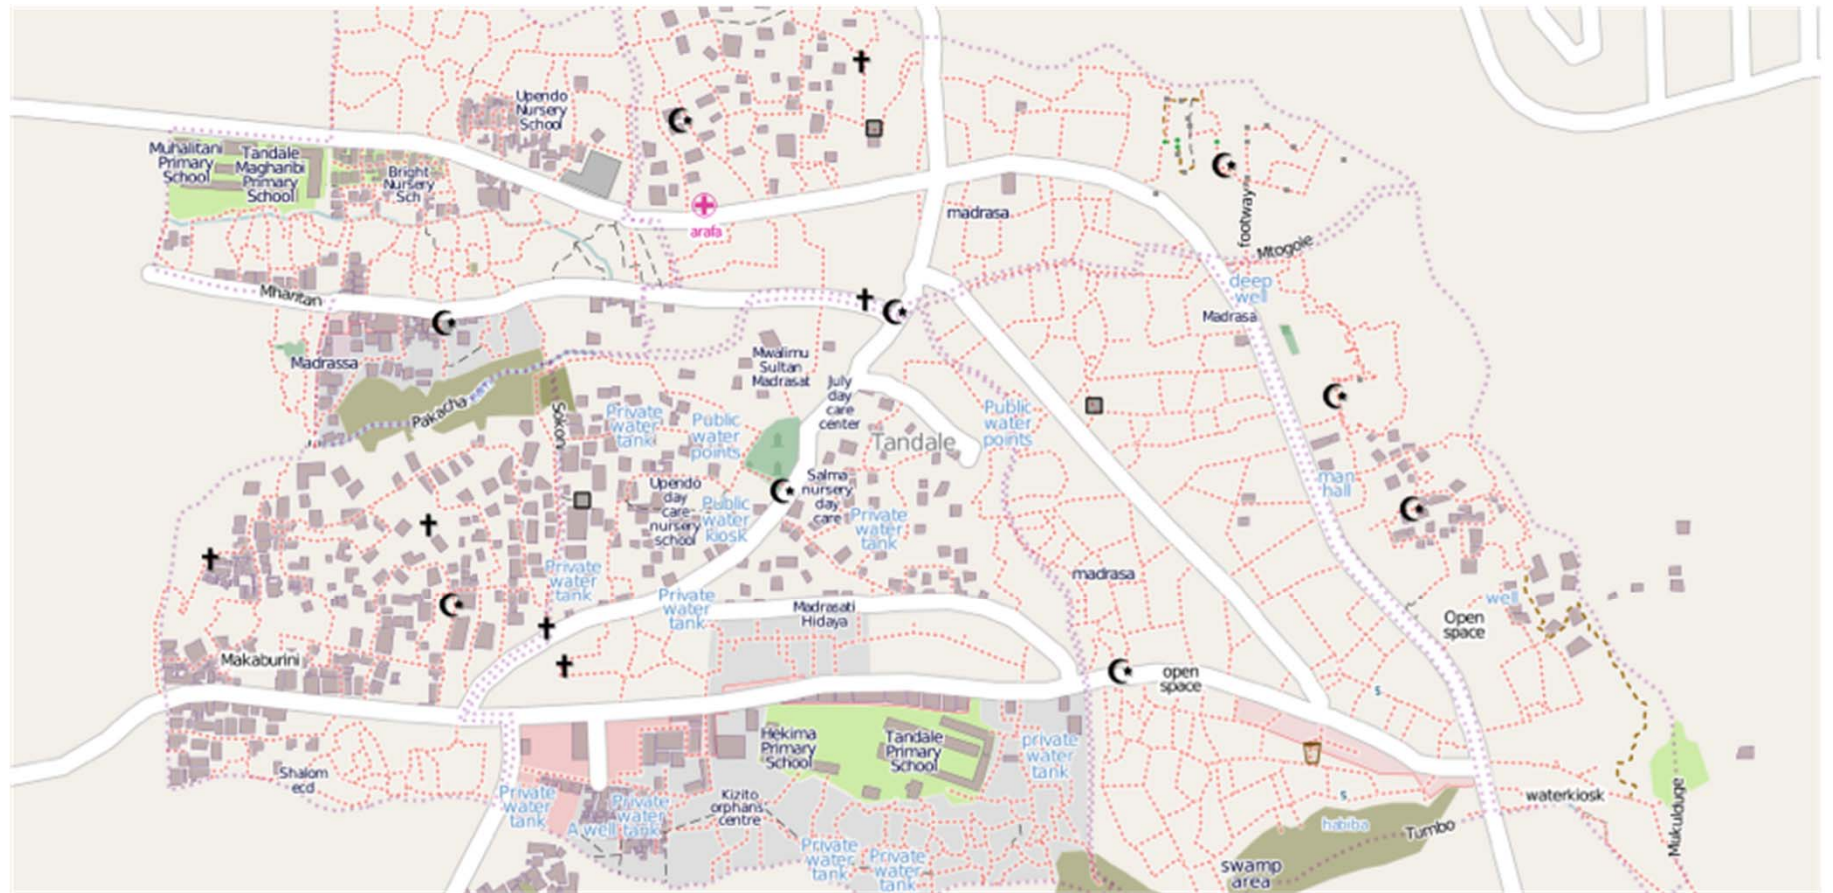 Upendo
Nursery
School
Muhalitani
Primary
School
Tandale
Magharibi
Primary
School
Bright
Nursery
Sch
arafa
madrasa
footway
Mtogole
deep
well
Madrasa
Mharitan
Madrassa
Mwalimu
Sultan
Madrasat
July
day
care
center
Pakacha
Sokoni
Private
water
tank
Public
water
points
Tandale
Public
water
points
man
hall
Upendo
day
care
nursery
school
Public
water
kiosk
Salma
nursery
day
care
Private
water
tank
Private
water
tank
Private
water
tank
madrasa
Madrasati
Hidaya
well
Open
space
Makaburini
open
space
Shalom
ecd
Hekima
Primary
School
Tandale
Primary
School
private
water
tank
Private
water
tank
A well
Private
water
tank
Kizito
orphans
centre
Private
water
tank
Private
water
tank
waterkiosk
Mukuduge
habiba
Tumbo
swamp
area